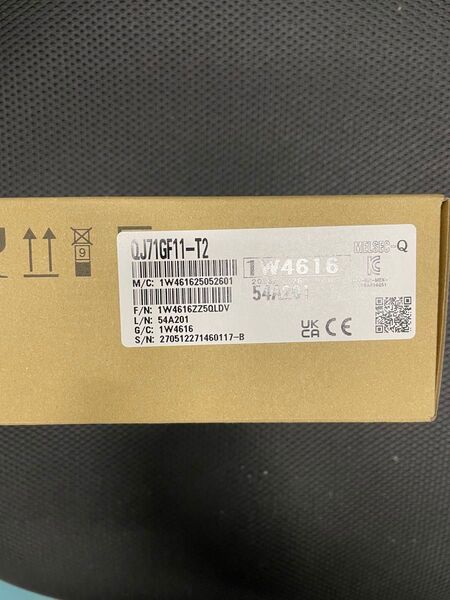 9
QJ71GF11-T2
MELSEC-Q
1W4616
M/C: 1W461625052601
54A201
F/N: 1W4616ZZ5QLDV
L/N: 54A201
G/C: 1W4616
S/N: 270512271460117-B
UK
CA
CE